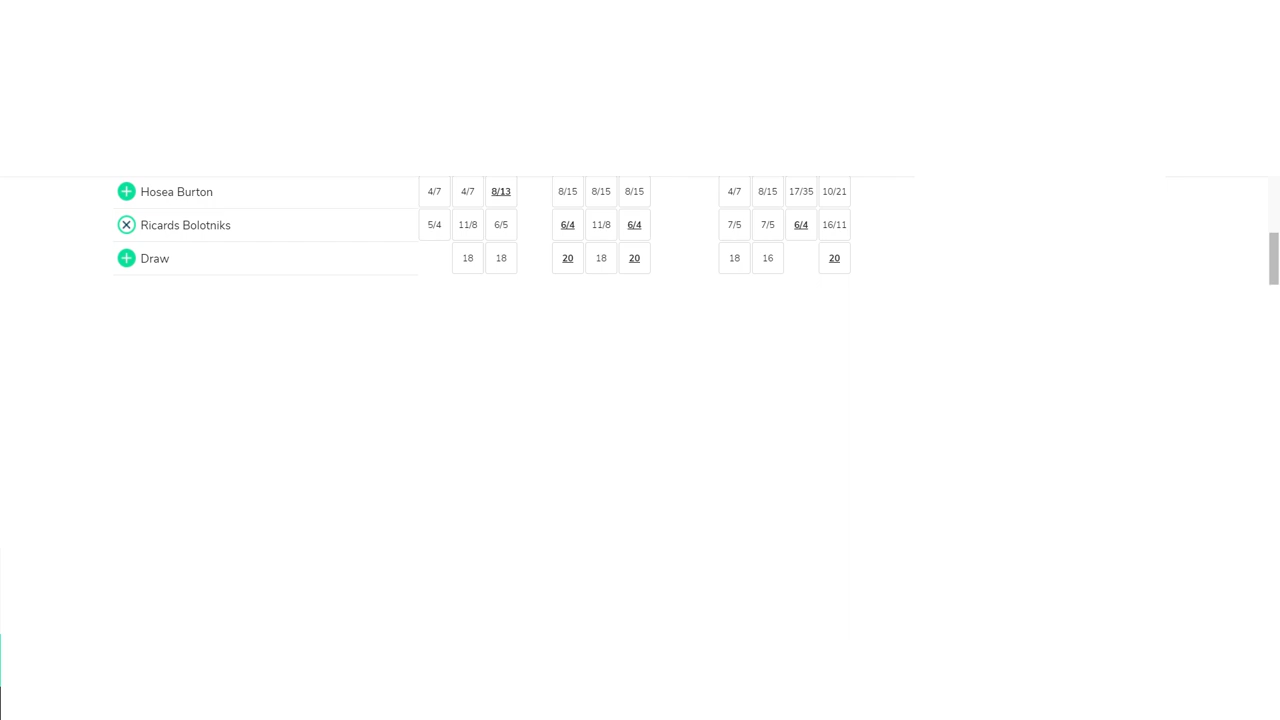 Hosea Burton 4/7 4/7 8/13 8/15 8/15 8/15 4/7 8/15 17/35 10/21
Ricards Bolotniks 5/4 11/8 6/5 6/4 11/8 6/4 7/5 7/5 6/4 16/11
Draw 18 18 20 18 20 18 16 20